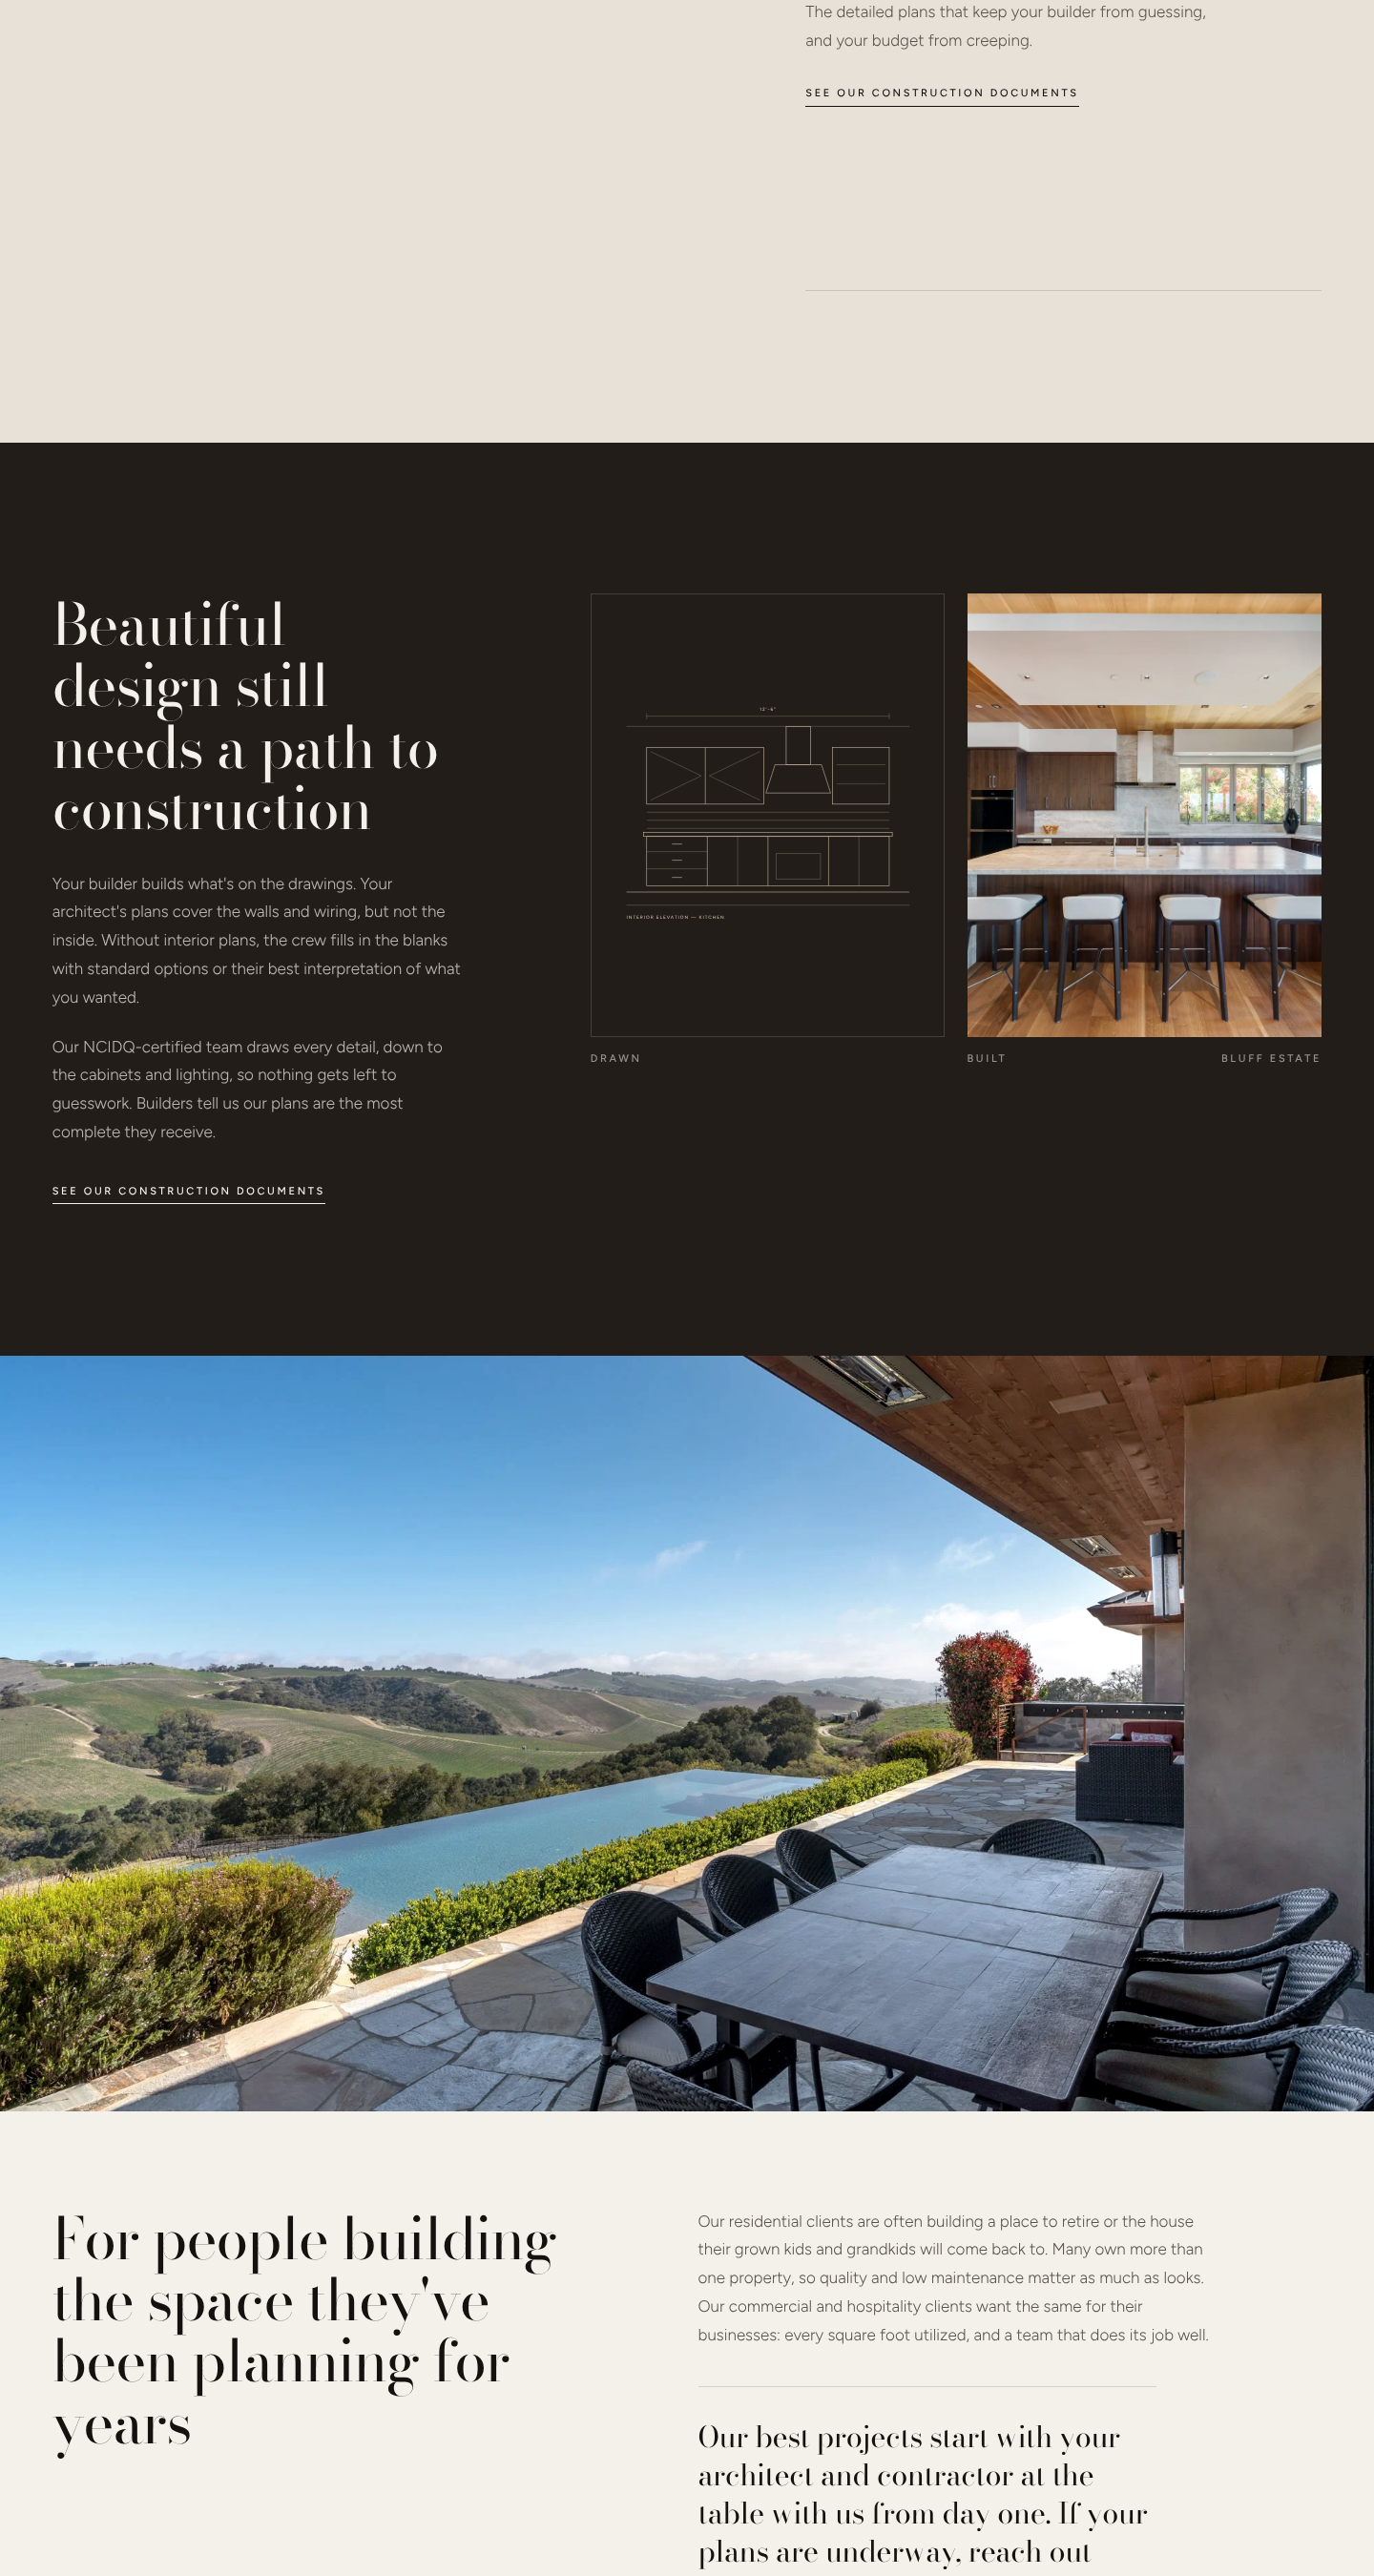 The detailed plans that keep your builder from guessing,
and your budget from creeping.
SEE OUR CONSTRUCTION DOCUMENTS
Beautiful
design still
needs a path to
construction
Your builder builds what's on the drawings. Your
architect's plans cover the walls and wiring, but not the
inside. Without interior plans, the crew fills in the blanks
with standard options or their best interpretation of what
you wanted.
Our NCIDQ-certified team draws every detail, down to
the cabinets and lighting, so nothing gets left to
guesswork. Builders tell us our plans are the most
complete they receive.
SEE OUR CONSTRUCTION DOCUMENTS
12'-6"
INTERIOR ELEVATION — KITCHEN
DRAWN
BUILT
BLUFF ESTATE
For people building
the space they've
been planning for
years
Our residential clients are often building a place to retire or the house
their grown kids and grandkids will come back to. Many own more than
one property, so quality and low maintenance matter as much as looks.
Our commercial and hospitality clients want the same for their
businesses: every square foot utilized, and a team that does its job well.
Our best projects start with your
architect and contractor at the
table with us from day one. If your
plans are underway, reach out